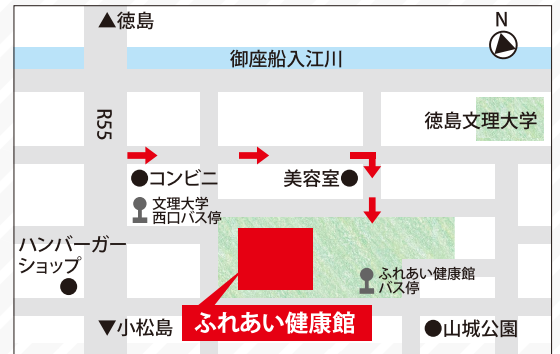 ▲徳島
N
御座船入江川
R55
徳島文理大学
●コンビニ
美容室●
文理大学
西口バス停
ハンバーガー
ショップ
●
ふれあい健康館
バス停
▼小松島
ふれあい健康館
●山城公園